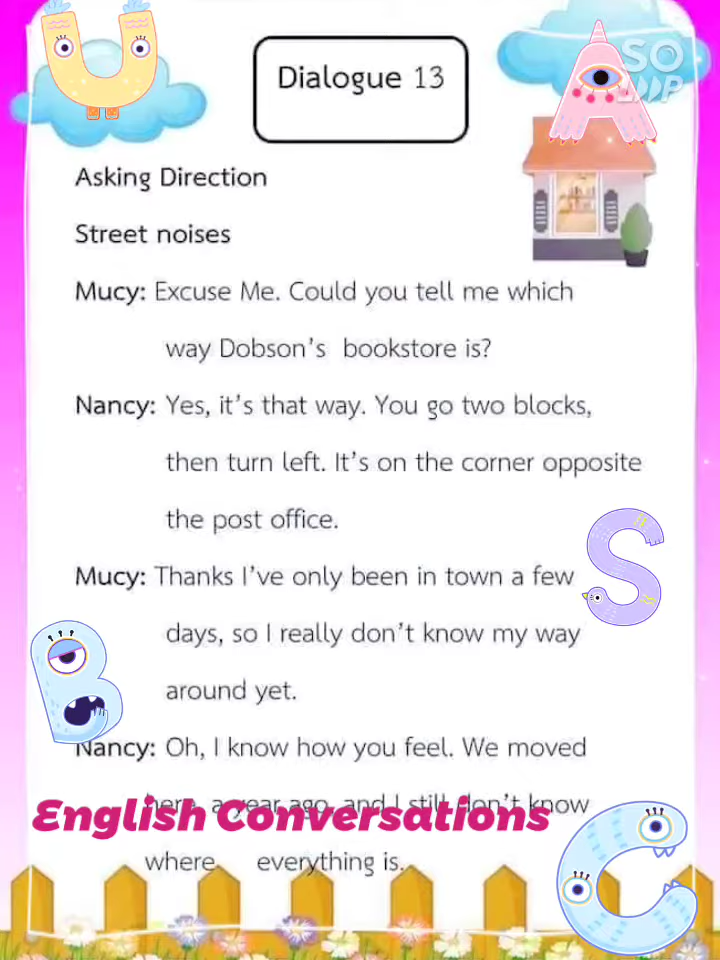 Dialogue 13
SO
LOOP
Asking Direction
Street noises
Mucy: Excuse Me. Could you tell me which
way Dobson's bookstore is?
Nancy: Yes, it's that way. You go two blocks,
then turn left. It's on the corner opposite
the post office.
Mucy: Thanks I've only been in town a few
days, so I really don't know my way
around yet.
Nancy: Oh, I know how you feel. We moved
here, a year ago, and I still don't know
English Conversations
where everything is.
U
A
S
B
C